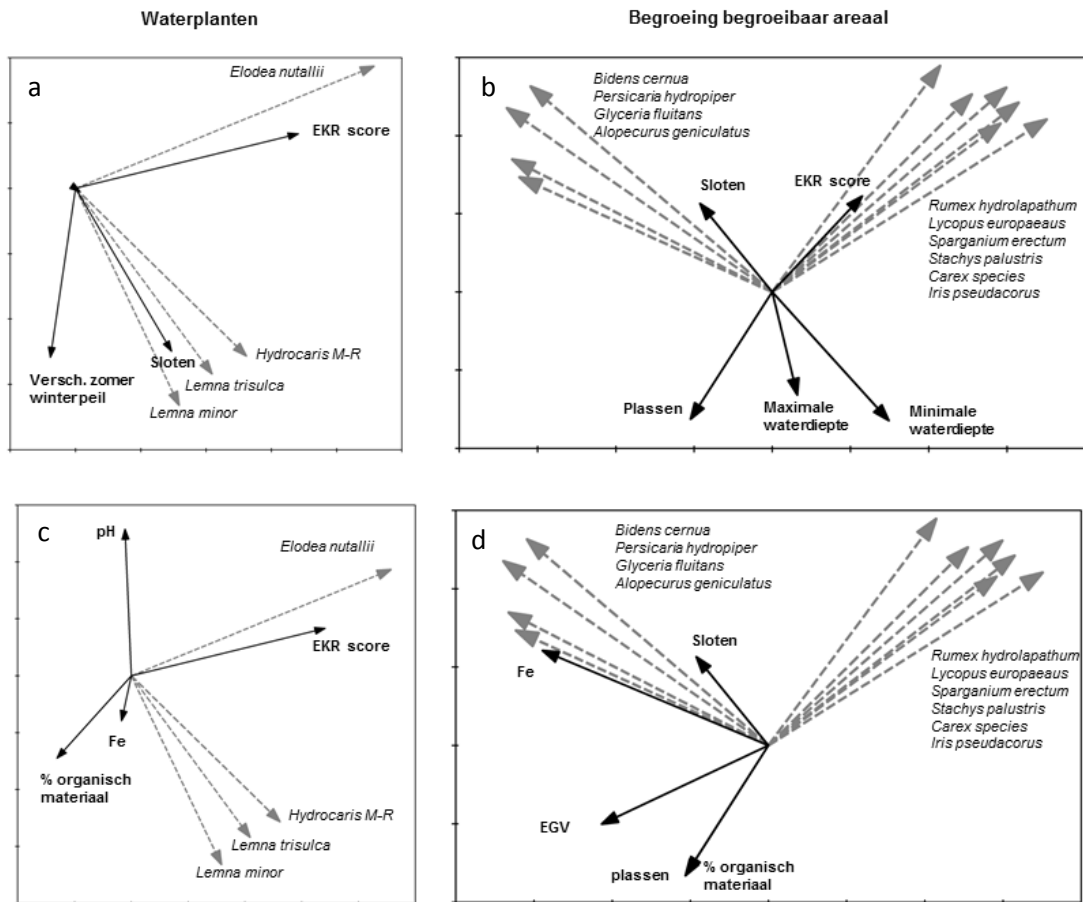 Waterplanten
Begroeing begroeibaar areaal
a
Elodea nutallii
EKR score
Sloten
Hydrocaris M-R
Lemna trisulca
Lemna minor
Versch. zomer
winterpeil
b
Bidens cernua
Persicaria hydropiper
Glyceria fluitans
Alopecurus geniculatus
Sloten
EKR score
Rumex hydrolapathum
Lycopus europaeus
Sparganium erectum
Stachys palustris
Carex species
Iris pseudacorus
Plassen
Maximale
waterdiepte
Minimale
waterdiepte
c
pH
Elodea nutallii
EKR score
Fe
% organisch
materiaal
Hydrocaris M-R
Lemna trisulca
Lemna minor
d
Bidens cernua
Persicaria hydropiper
Glyceria fluitans
Alopecurus geniculatus
Sloten
Fe
Rumex hydrolapathum
Lycopus europaeus
Sparganium erectum
Stachys palustris
Carex species
Iris pseudacorus
EGV
plassen
% organisch
materiaal